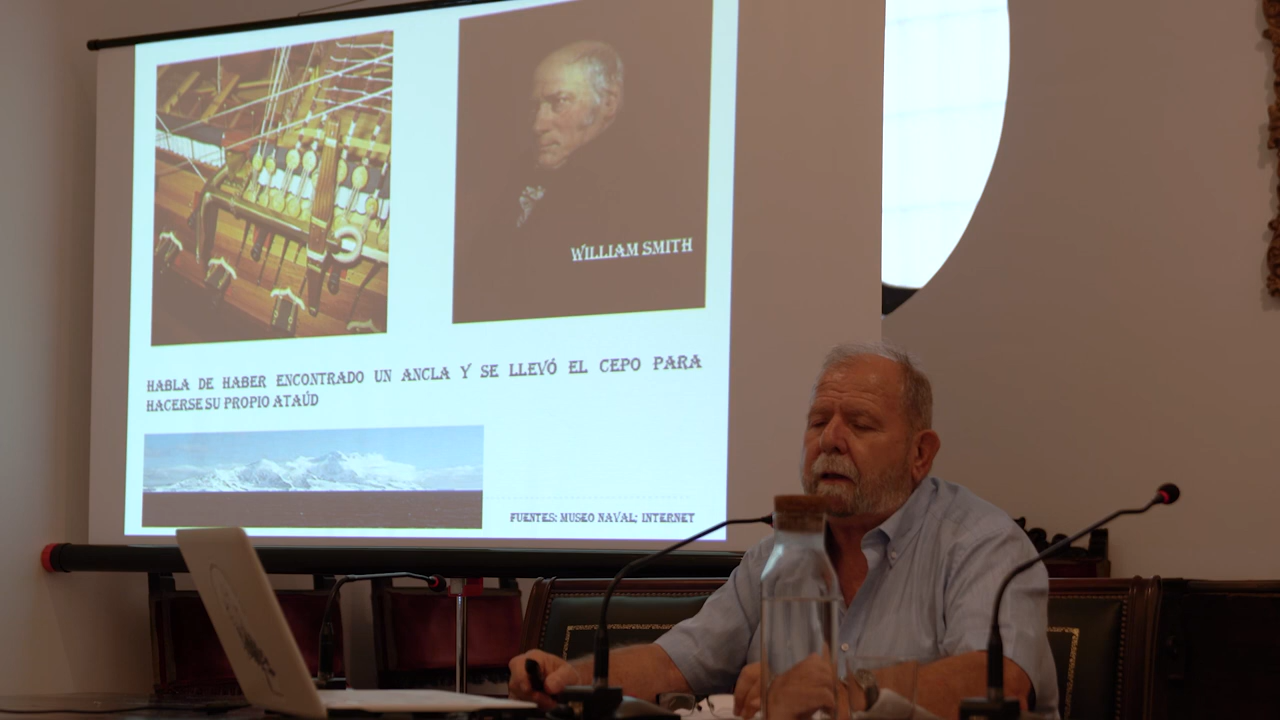 WILLIAM SMITH
HABLA DE HABER ENCONTRADO UN ANCLA Y SE LLEVÓ EL CEPO PARA
HACERSE SU PROPIO ATAÚD
FUENTES: MUSEO NAVAL; INTERNET